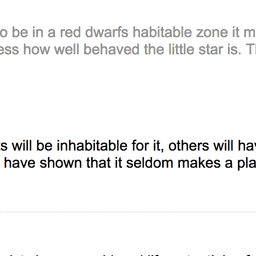 o be in a red dwarfs habitable zone it m
ess how well behaved the little star is. Th
s will be inhabitable for it, others will hav
have shown that it seldom makes a pla